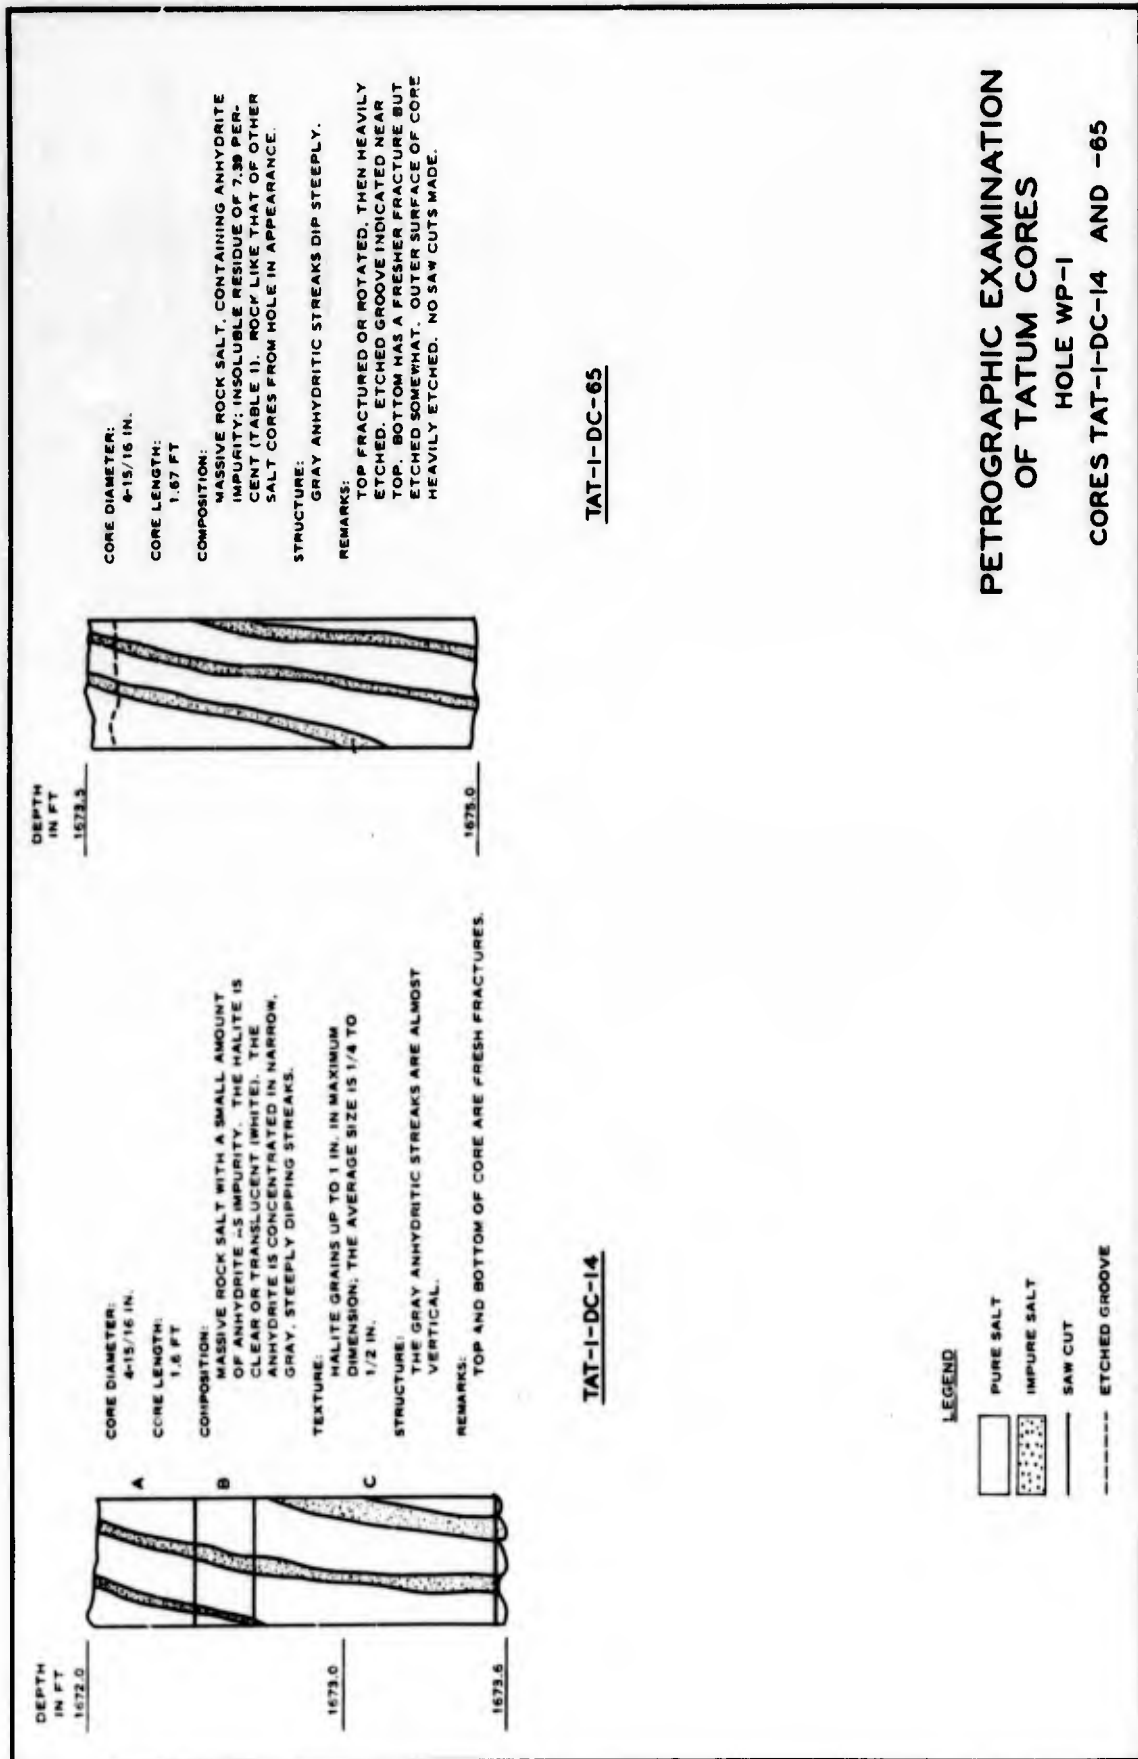 DEPTH
IN FT
1672.0
1673.0
1673.6
A
B
C
CORE DIAMETER:
4-15/16 IN.
CORE LENGTH:
1.6 FT
COMPOSITION:
MASSIVE ROCK SALT WITH A SMALL AMOUNT
OF ANHYDRITE AS IMPURITY. THE HALITE IS
CLEAR OR TRANSLUCENT (WHITE). THE
ANHYDRITE IS CONCENTRATED IN NARROW,
GRAY, STEEPLY DIPPING STREAKS.
TEXTURE:
HALITE GRAINS UP TO 1 IN. IN MAXIMUM
DIMENSION; THE AVERAGE SIZE IS 1/4 TO
1/2 IN.
STRUCTURE:
THE GRAY ANHYDRITIC STREAKS ARE ALMOST
VERTICAL.
REMARKS:
TOP AND BOTTOM OF CORE ARE FRESH FRACTURES.
TAT-1-DC-14
DEPTH
IN FT
1673.5
1675.0
CORE DIAMETER:
4-15/16 IN.
CORE LENGTH:
1.67 FT
COMPOSITION:
MASSIVE ROCK SALT, CONTAINING ANHYDRITE
IMPURITY; INSOLUBLE RESIDUE OF 7.39 PER-
CENT (TABLE 1). ROCK LIKE THAT OF OTHER
SALT CORES FROM HOLE IN APPEARANCE.
STRUCTURE:
GRAY ANHYDRITIC STREAKS DIP STEEPLY.
REMARKS:
TOP FRACTURED OR ROTATED, THEN HEAVILY
ETCHED. ETCHED GROOVE INDICATED NEAR
TOP. BOTTOM HAS A FRESHER FRACTURE BUT
ETCHED SOMEWHAT. OUTER SURFACE OF CORE
HEAVILY ETCHED. NO SAW CUTS MADE.
TAT-1-DC-65
LEGEND
PURE SALT
IMPURE SALT
SAW CUT
ETCHED GROOVE
PETROGRAPHIC EXAMINATION
OF TATUM CORES
HOLE WP-1
CORES TAT-1-DC-14 AND -65